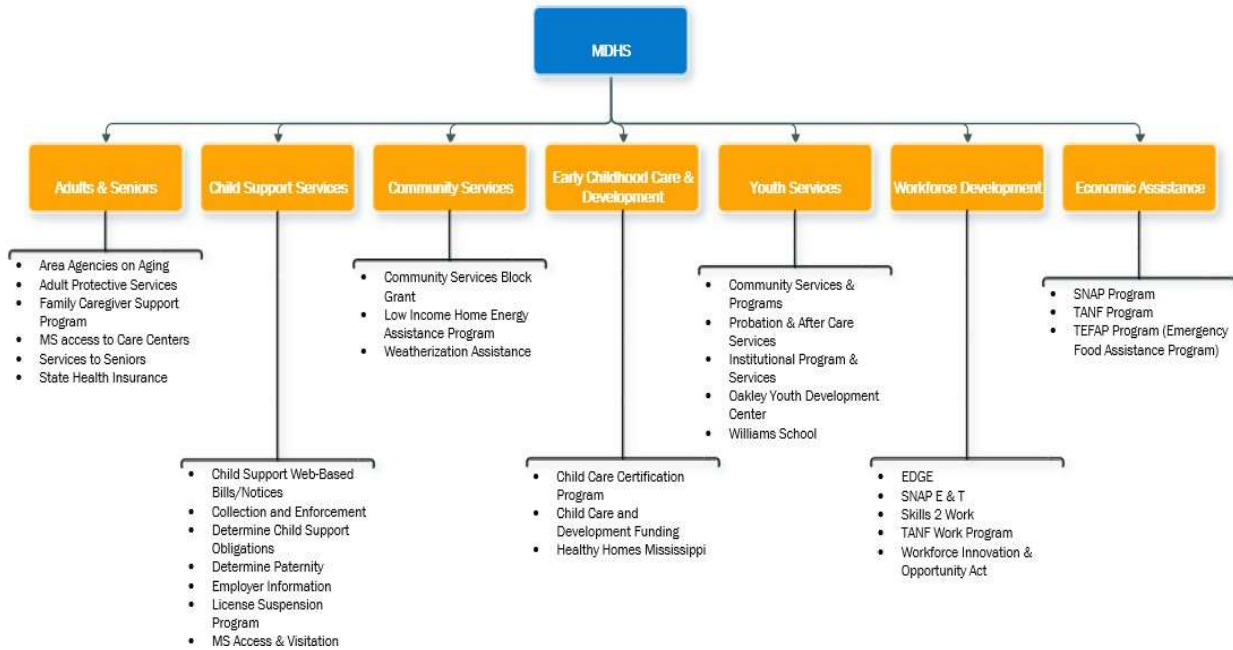 MDHS
Adults & Seniors
Child Support Services
Community Services
Early Childhood Care &
Development
Youth Services
Workforce Development
Economic Assistance
• Area Agencies on Aging
• Adult Protective Services
• Family Caregiver Support
Program
• MS access to Care Centers
• Services to Seniors
• State Health Insurance
• Child Support Web-Based
Bills/Notices
• Collection and Enforcement
• Determine Child Support
Obligations
• Determine Paternity
• Employer Information
• License Suspension
Program
• MS Access & Visitation
• Community Services Block
Grant
• Low Income Home Energy
Assistance Program
• Weatherization Assistance
• Child Care Certification
Program
• Child Care and
Development Funding
• Healthy Homes Mississippi
• Community Services &
Programs
• Probation & After Care
Services
• Institutional Program &
Services
• Oakley Youth Development
Center
• Williams School
• EDGE
• SNAP E & T
• Skills 2 Work
• TANF Work Program
• Workforce Innovation &
Opportunity Act
• SNAP Program
• TANF Program
• TEFAP Program (Emergency
Food Assistance Program)